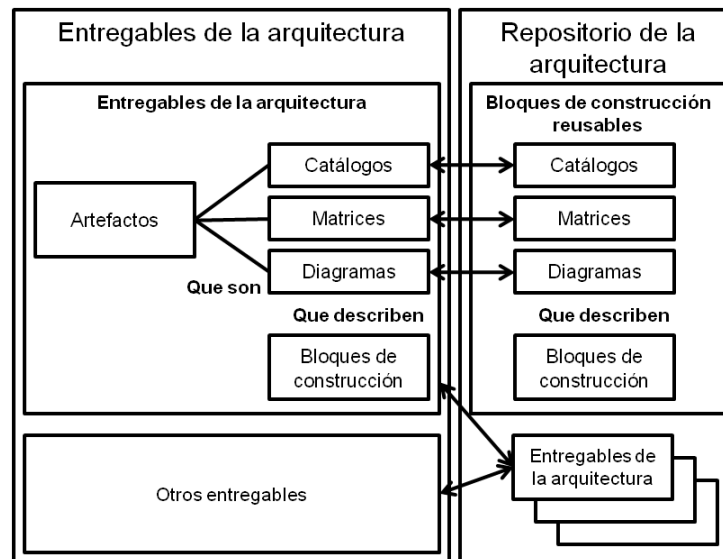 Entregables de la arquitectura
Entregables de la arquitectura
Artefactos
Catálogos
Matrices
Diagramas
Que son
Que describen
Bloques de
construcción
Otros entregables
Repositorio de la
arquitectura
Bloques de construcción
reusables
Catálogos
Matrices
Diagramas
Que describen
Bloques de
construcción
Entregables de
la arquitectura